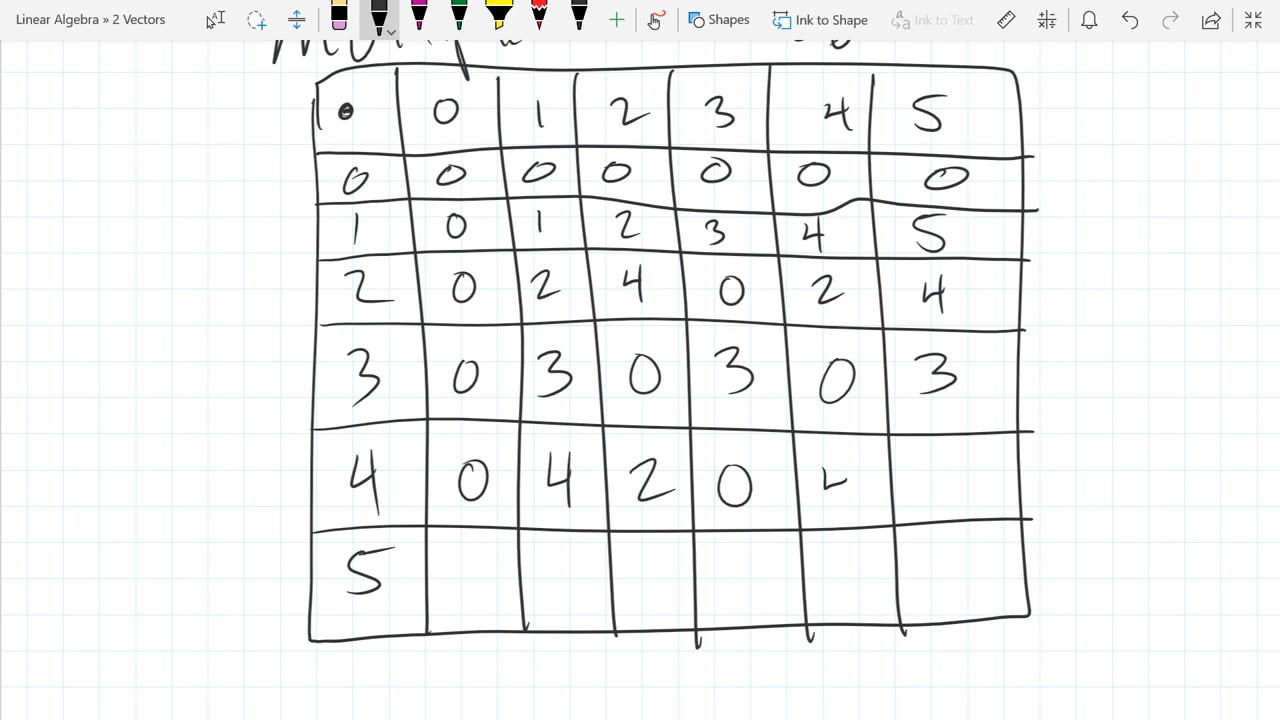 Linear Algebra » 2 Vectors Shapes Ink to Shape Ink to Text
• 0 1 2 3 4 5
0 0 0 0 0 0 0
1 0 1 2 3 4 5
2 0 2 4 0 2 4
3 0 3 0 3 0 3
4 0 4 2 0
5